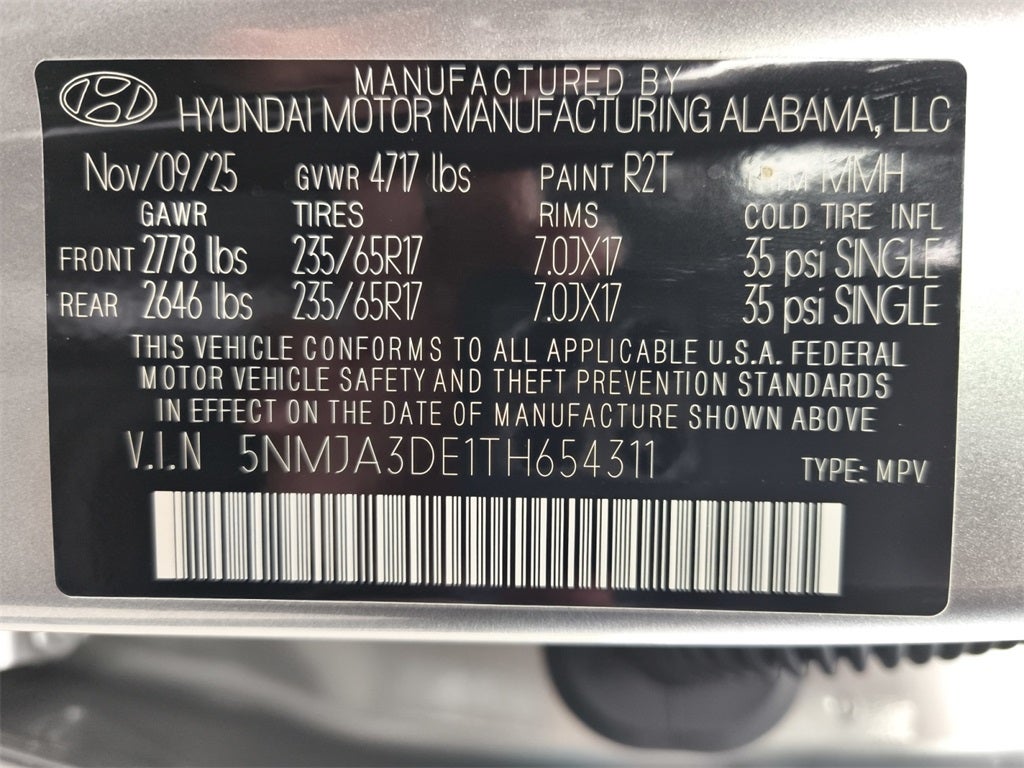 MANUFACTURED BY
HYUNDAI MOTOR MANUFACTURING ALABAMA, LLC
Nov/09/25 GVWR 4717 lbs PAINT R2T TRIM MMH
GAWR TIRES RIMS COLD TIRE INFL
FRONT 2778 lbs 235/65R17 7.0JX17 35 psi SINGLE
REAR 2646 lbs 235/65R17 7.0JX17 35 psi SINGLE
THIS VEHICLE CONFORMS TO ALL APPLICABLE U.S.A. FEDERAL
MOTOR VEHICLE SAFETY AND THEFT PREVENTION STANDARDS
IN EFFECT ON THE DATE OF MANUFACTURE SHOWN ABOVE
V.I.N 5NMJA3DE1TH654311 TYPE: MPV